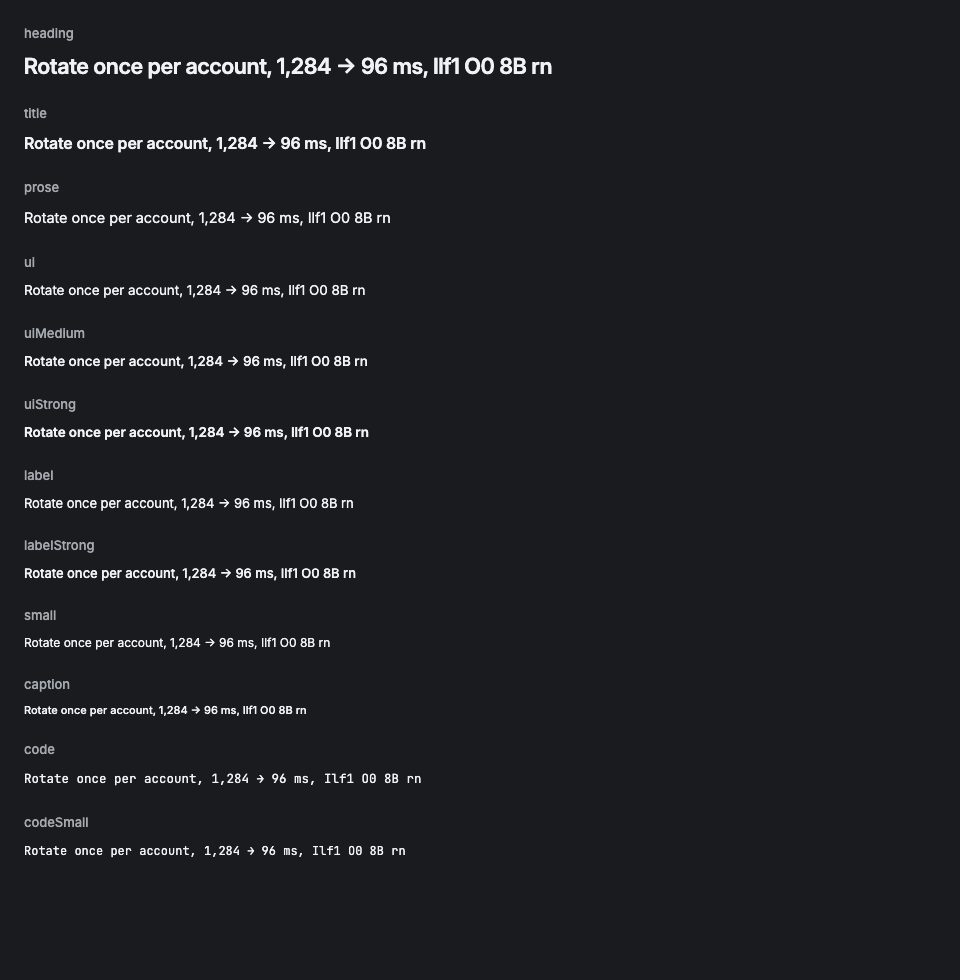 heading
Rotate once per account, 1,284 → 96 ms, Ilf1 O0 8B rn
title
Rotate once per account, 1,284 → 96 ms, Ilf1 O0 8B rn
prose
Rotate once per account, 1,284 → 96 ms, Ilf1 O0 8B rn
ui
Rotate once per account, 1,284 → 96 ms, Ilf1 O0 8B rn
uiMedium
Rotate once per account, 1,284 → 96 ms, Ilf1 O0 8B rn
uiStrong
Rotate once per account, 1,284 → 96 ms, Ilf1 O0 8B rn
label
Rotate once per account, 1,284 → 96 ms, Ilf1 O0 8B rn
labelStrong
Rotate once per account, 1,284 → 96 ms, Ilf1 O0 8B rn
small
Rotate once per account, 1,284 → 96 ms, Ilf1 O0 8B rn
caption
Rotate once per account, 1,284 → 96 ms, Ilf1 O0 8B rn
code
Rotate once per account, 1,284 → 96 ms, Ilf1 O0 8B rn
codeSmall
Rotate once per account, 1,284 → 96 ms, Ilf1 O0 8B rn